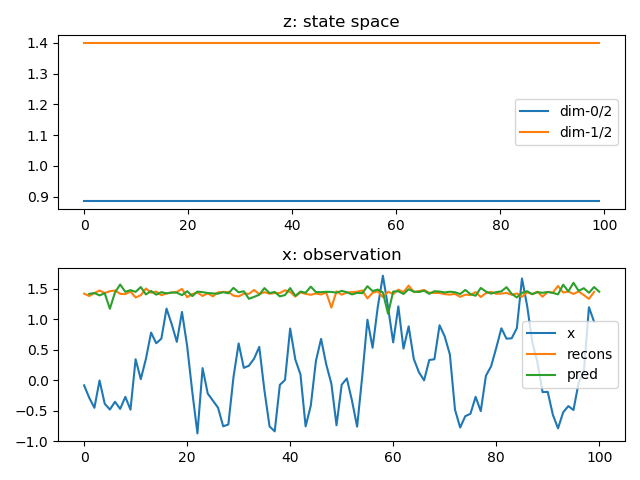 z: state space
1.4
1.3
1.2
1.1
1.0
0.9
dim-0/2
dim-1/2
0 20 40 60 80 100
x: observation
1.5
1.0
0.5
0.0
−0.5
−1.0
x
recons
pred
0 20 40 60 80 100